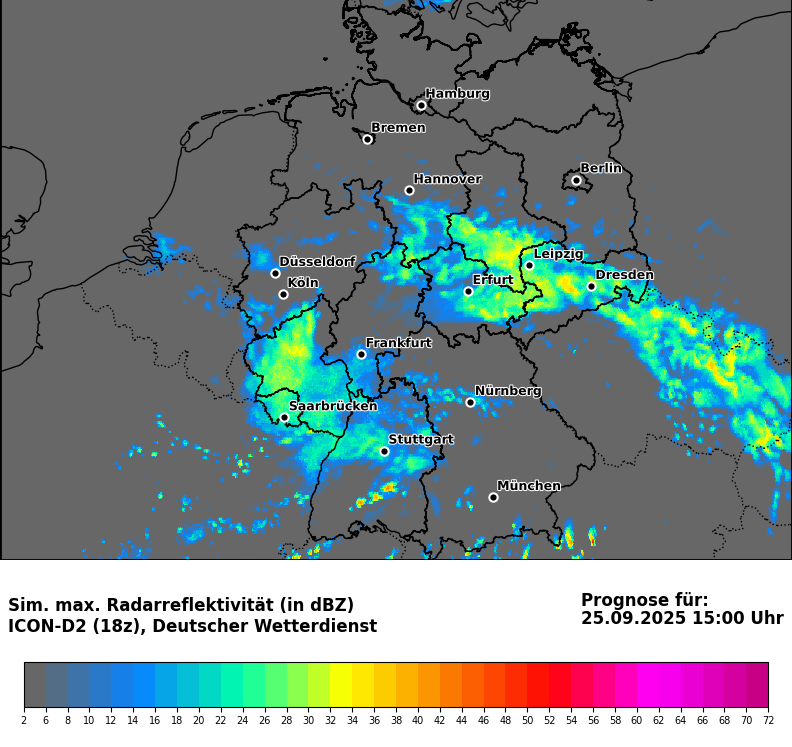 Hamburg
Bremen
Berlin
Hannover
Leipzig
Düsseldorf
Dresden
Erfurt
Köln
Frankfurt
Nürnberg
Saarbrücken
Stuttgart
München
Sim. max. Radarreflektivität (in dBZ)
ICON-D2 (18z), Deutscher Wetterdienst
Prognose für:
25.09.2025 15:00 Uhr
2 6 8 10 12 14 16 18 20 22 24 26 28 30 32 34 36 38 40 42 44 46 48 50 52 54 56 58 60 62 64 66 68 70 72